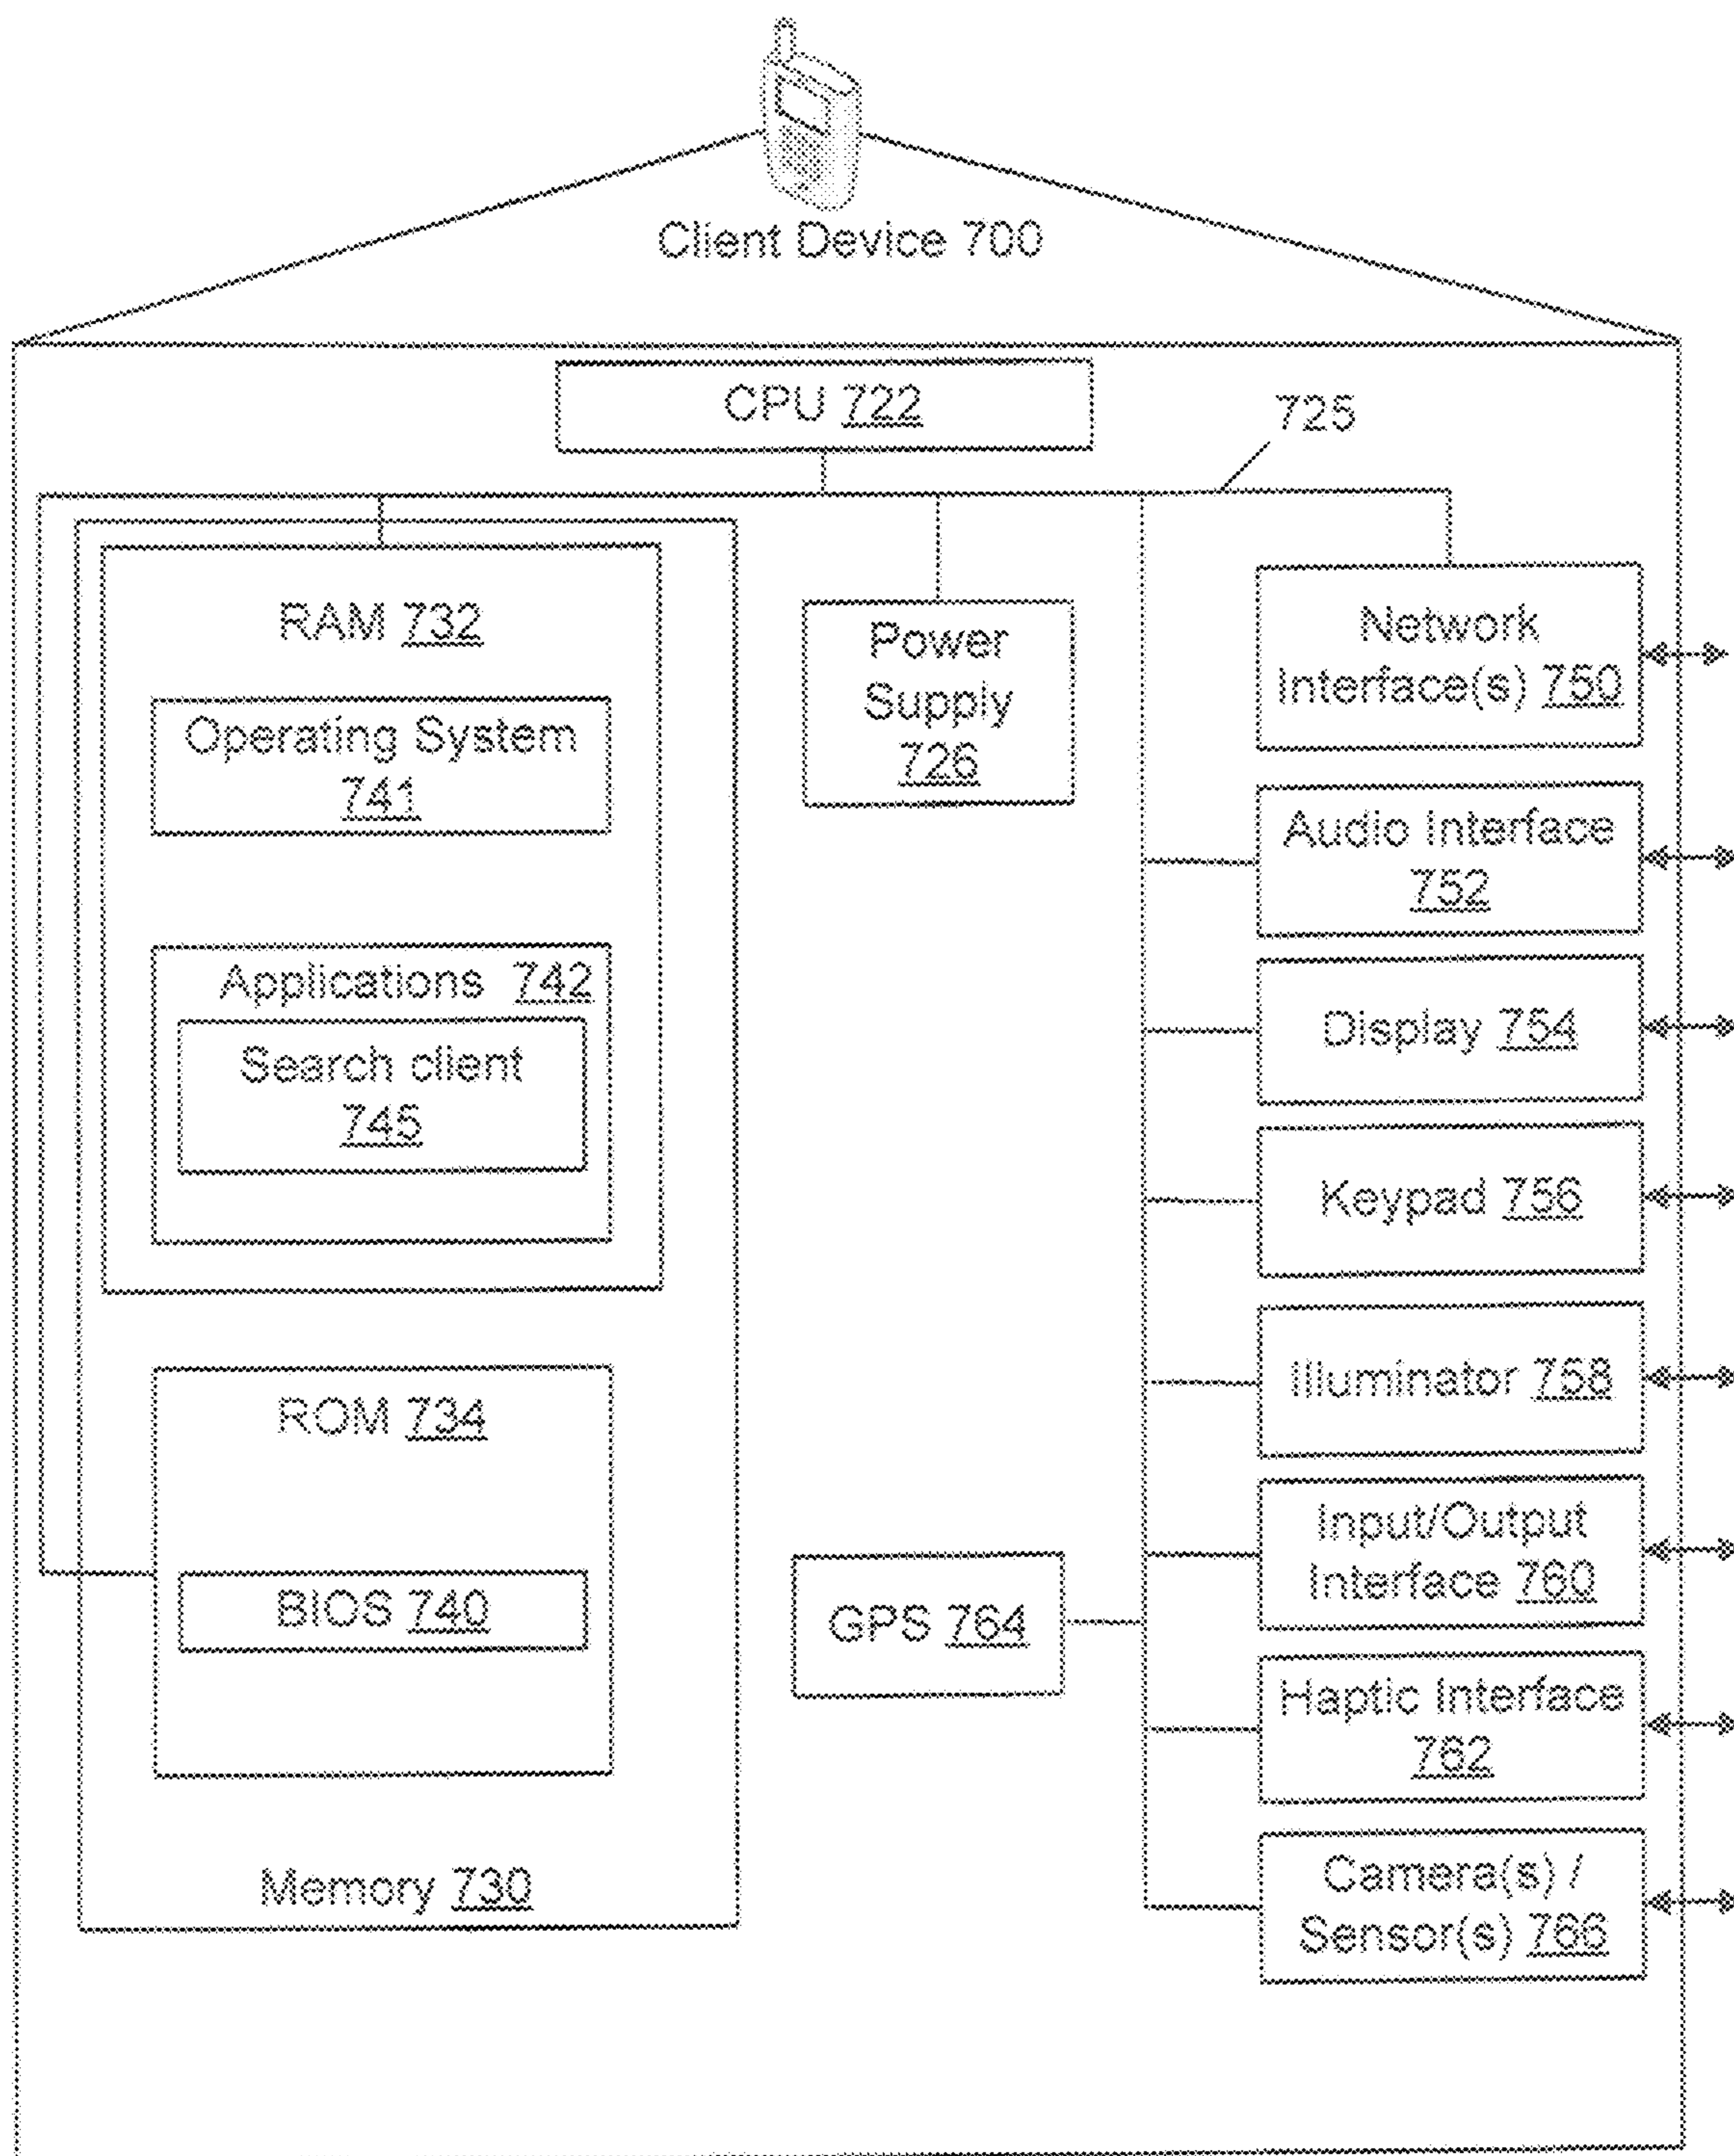 Client Device 700
CPU 722
725
RAM 732
Operating System
741
Applications 742
Search client
745
ROM 734
BIOS 740
Memory 730
Power
Supply
726
GPS 764
Network
Interface(s) 750
Audio Interface
752
Display 754
Keypad 756
Illuminator 758
Input/Output
Interface 760
Haptic Interface
762
Camera(s) /
Sensor(s) 766